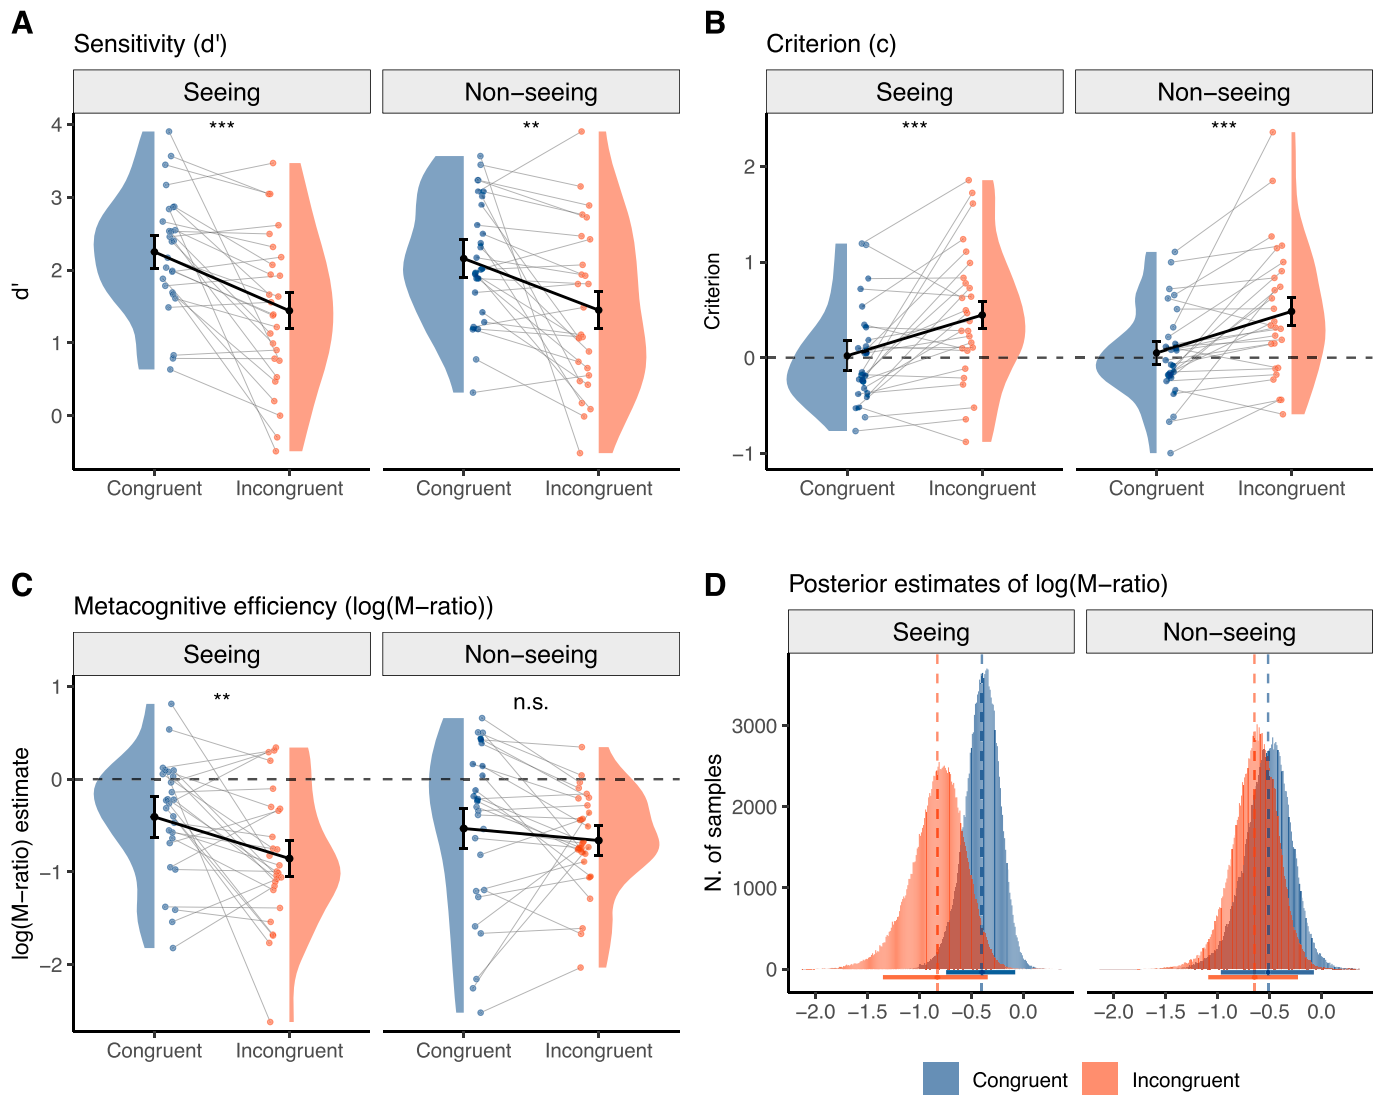 A
Sensitivity (d')
Seeing
Non−seeing
***
**
4
3
2
1
0
d'
Congruent
Incongruent
Congruent
Incongruent
B
Criterion (c)
Seeing
Non−seeing
***
***
2
1
0
−1
Criterion
Congruent
Incongruent
Congruent
Incongruent
C
Metacognitive efficiency (log(M−ratio))
Seeing
Non−seeing
**
n.s.
1
0
−1
−2
log(M−ratio) estimate
Congruent
Incongruent
Congruent
Incongruent
D
Posterior estimates of log(M−ratio)
Seeing
Non−seeing
3000
2000
1000
0
N. of samples
−2.0 −1.5 −1.0 −0.5 0.0
−2.0 −1.5 −1.0 −0.5 0.0
Congruent
Incongruent